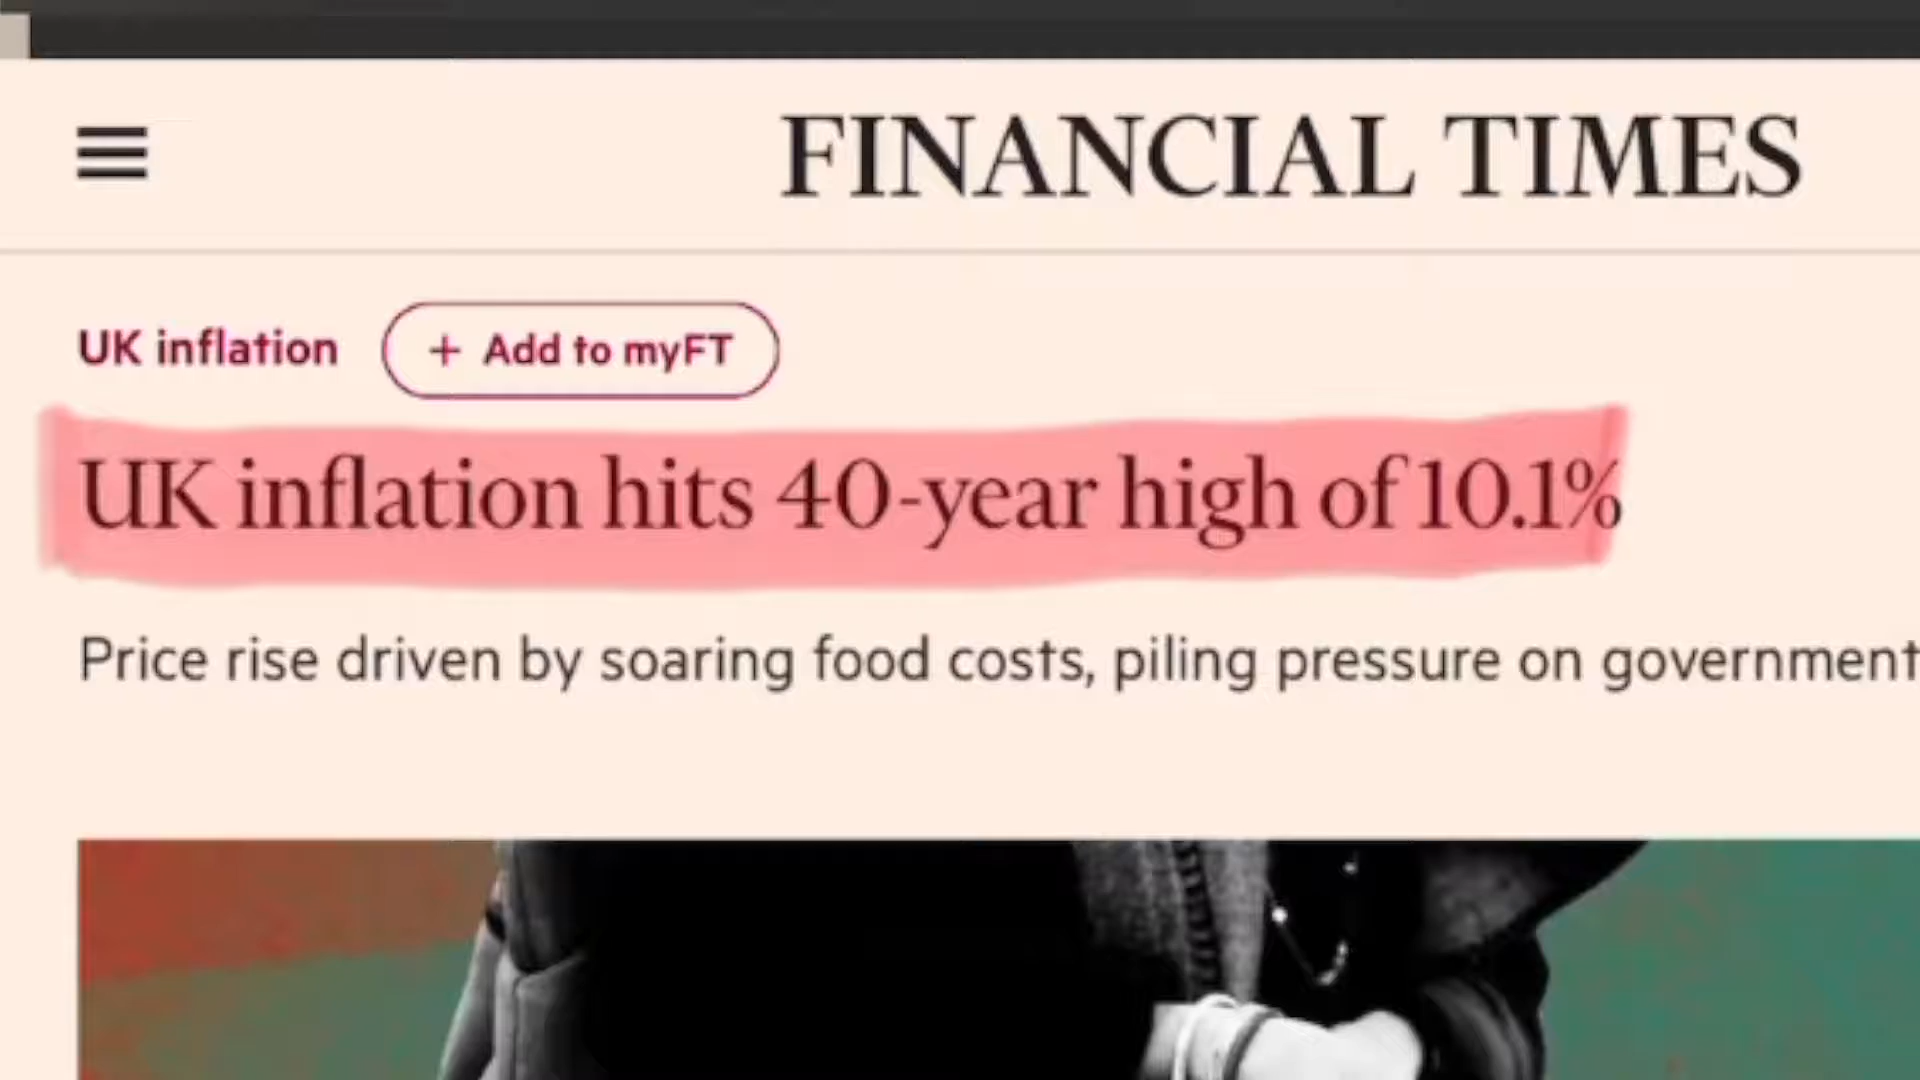 FINANCIAL TIMES
UK inflation
+ Add to myFT
UK inflation hits 40-year high of 10.1%
Price rise driven by soaring food costs, piling pressure on government